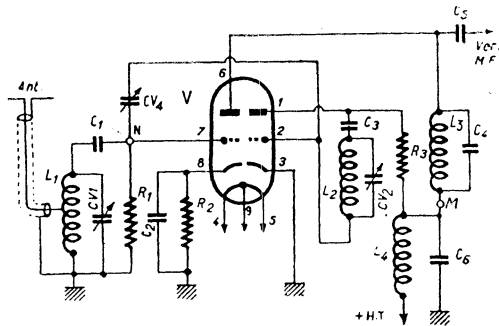 C5
Vers
M.F.
6
Ant.
CV4
V
1
C1
N
7
2
C3
L3
C4
8
3
R3
L1
CV1
R1
C2
R2
9
4
5
L2
CV2
M
L4
C6
+H.T